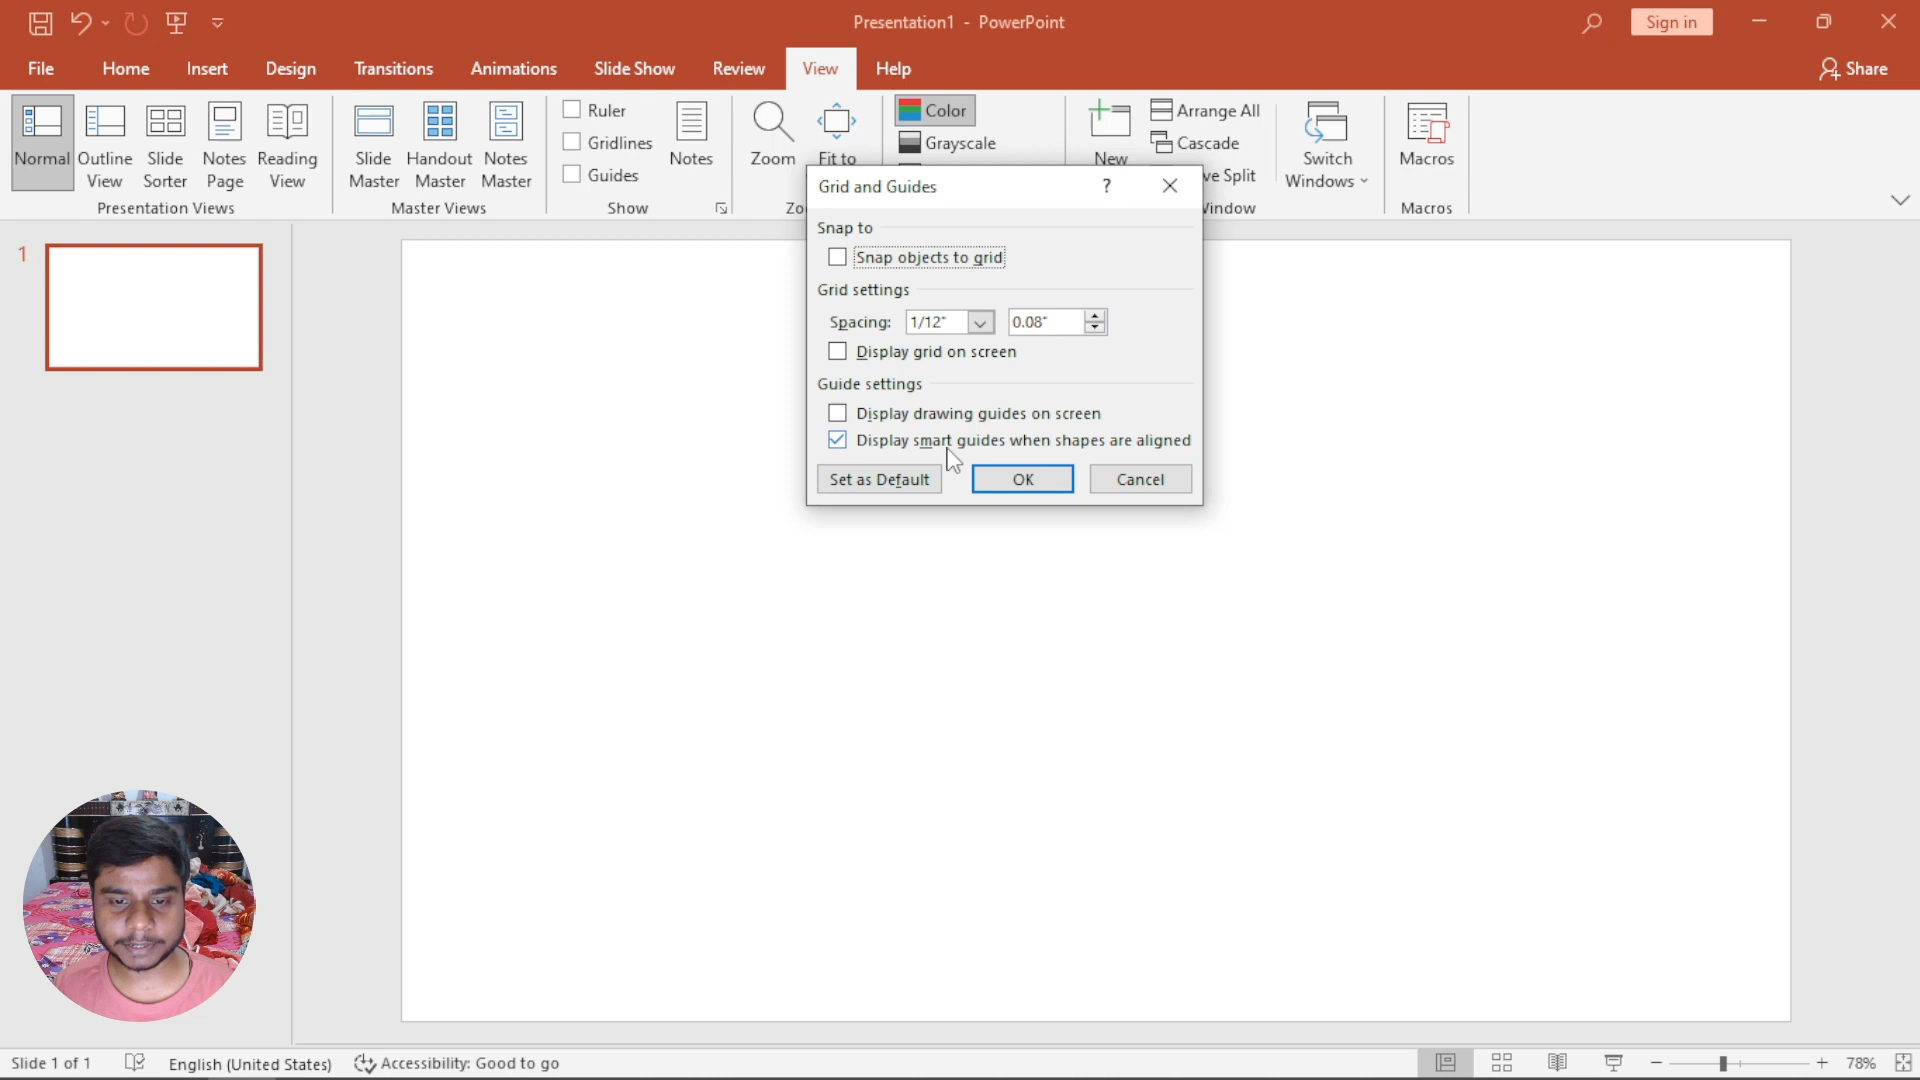 Presentation1 - PowerPoint
Sign in
File Home Insert Design Transitions Animations Slide Show Review View Help
Share
Normal
Outline View
Slide Sorter
Notes Page
Reading View
Presentation Views
Slide Master
Handout Master
Notes Master
Master Views
Ruler
Gridlines
Guides
Show
Notes
Zoom
Fit to
Zo
Color
Grayscale
New
Arrange All
Cascade
ve Split
Window
Switch Windows
Macros
Macros
Grid and Guides
?
Snap to
Snap objects to grid
Grid settings
Spacing: 1/12" 0.08"
Display grid on screen
Guide settings
Display drawing guides on screen
Display smart guides when shapes are aligned
Set as Default OK Cancel
1
Slide 1 of 1 English (United States) Accessibility: Good to go 78%